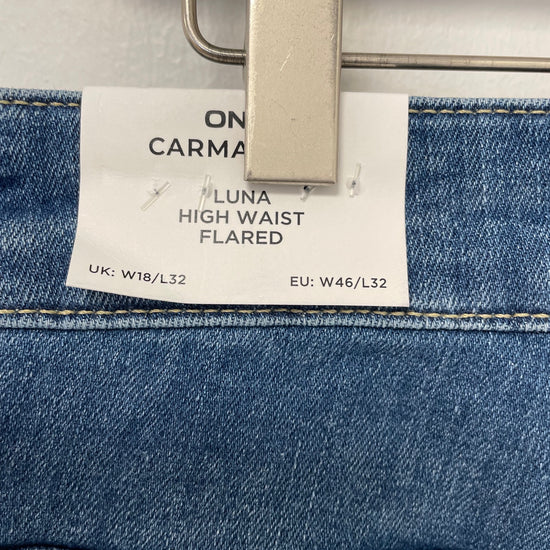 ON
CARMA
LUNA
HIGH WAIST
FLARED
UK: W18/L32
EU: W46/L32